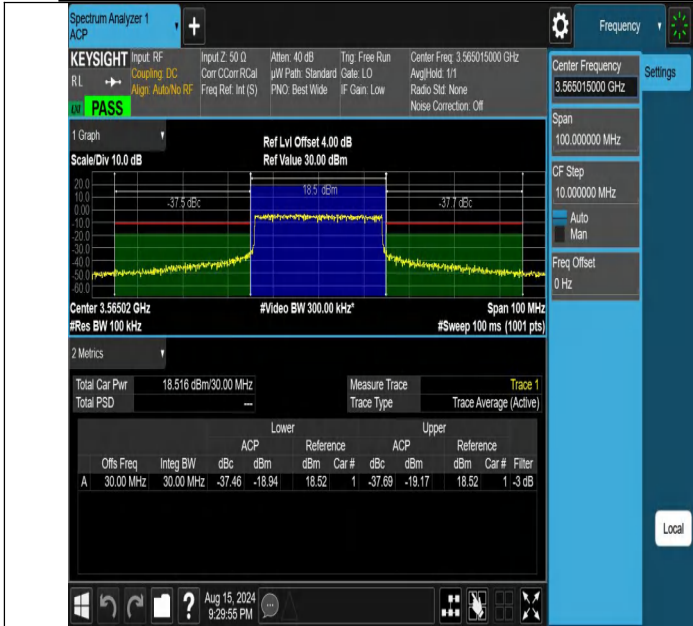 Spectrum Analyzer 1
ACP
Frequency
KEYSIGHT
RL
PASS
Input: RF
Coupling: DC
Align: Auto/No RF
Input Z: 50 Ω
Corr CCorr RCal
Freq Ref: Int (S)
Atten: 40 dB
µW Path: Standard
PNO: Best Wide
Trig: Free Run
Gate: LO
IF Gain: Low
Center Freq: 3.565015000 GHz
Avg|Hold: 1/1
Radio Std: None
Noise Correction: Off
Center Frequency
3.565015000 GHz
Settings
Span
100.000000 MHz
CF Step
10.000000 MHz
Auto
Man
Freq Offset
0 Hz
1 Graph
Scale/Div 10.0 dB
Ref Lvl Offset 4.00 dB
Ref Value 30.00 dBm
20.0
10.0
0.00
-10.0
-20.0
-30.0
-40.0
-50.0
-60.0
-37.5 dBc
18.5 dBm
-37.7 dBc
Center 3.56502 GHz
#Video BW 300.00 kHz*
Span 100 MHz
#Res BW 100 kHz
#Sweep 100 ms (1001 pts)
2 Metrics
Total Car Pwr 18.516 dBm/30.00 MHz
Total PSD ---
Measure Trace Trace 1
Trace Type Trace Average (Active)
Lower Upper
ACP Reference ACP Reference
Offs Freq Integ BW dBc dBm dBm Car # dBc dBm dBm Car # Filter
A 30.00 MHz 30.00 MHz -37.46 -18.94 18.52 1 -37.69 -19.17 18.52 1 -3 dB
Local
Aug 15, 2024
9:29:55 PM